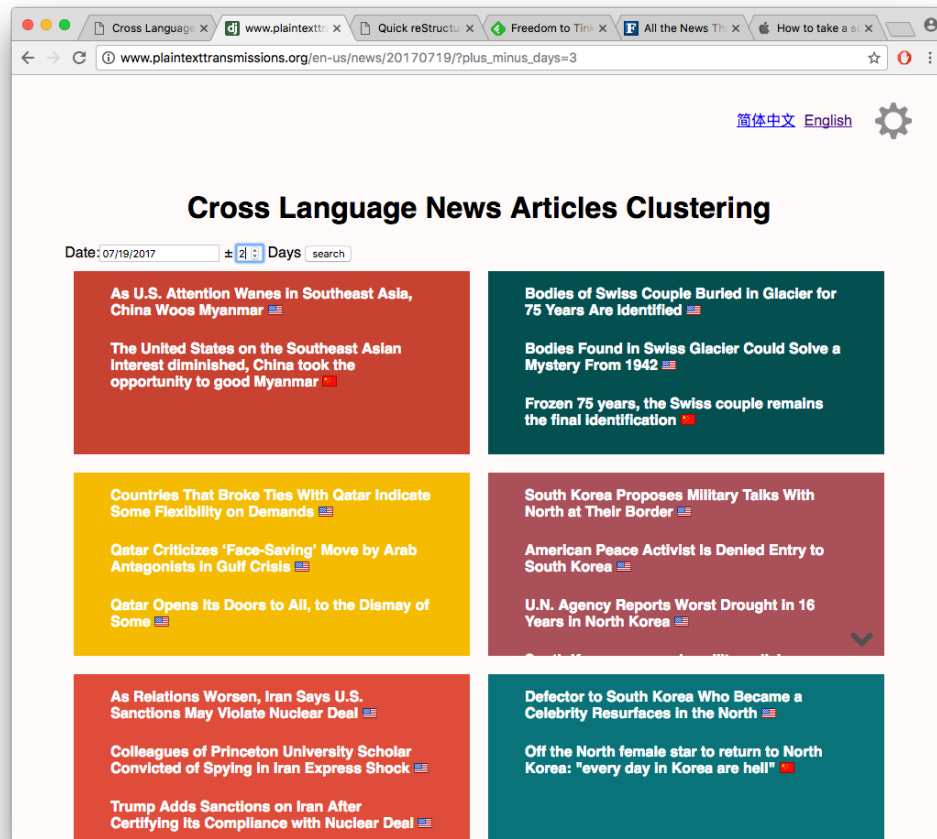 Cross Language
www.plaintexttr
Quick reStructu
Freedom to Tink
All the News Th
How to take a sc
www.plaintexttransmissions.org/en-us/news/20170719/?plus_minus_days=3
简体中文 English
Cross Language News Articles Clustering
Date: 07/19/2017 ± 2 Days search
As U.S. Attention Wanes in Southeast Asia,
China Woos Myanmar
The United States on the Southeast Asian
Interest diminished, China took the
opportunity to good Myanmar
Bodies of Swiss Couple Buried in Glacier for
75 Years Are Identified
Bodies Found in Swiss Glacier Could Solve a
Mystery From 1942
Frozen 75 years, the Swiss couple remains
the final identification
Countries That Broke Ties With Qatar Indicate
Some Flexibility on Demands
Qatar Criticizes ‘Face-Saving’ Move by Arab
Antagonists in Gulf Crisis
Qatar Opens Its Doors to All, to the Dismay of
Some
South Korea Proposes Military Talks With
North at Their Border
American Peace Activist Is Denied Entry to
South Korea
U.N. Agency Reports Worst Drought in 16
Years in North Korea
As Relations Worsen, Iran Says U.S.
Sanctions May Violate Nuclear Deal
Colleagues of Princeton University Scholar
Convicted of Spying in Iran Express Shock
Trump Adds Sanctions on Iran After
Certifying Its Compliance with Nuclear Deal
Defector to South Korea Who Became a
Celebrity Resurfaces in the North
Off the North female star to return to North
Korea: "every day in Korea are hell"